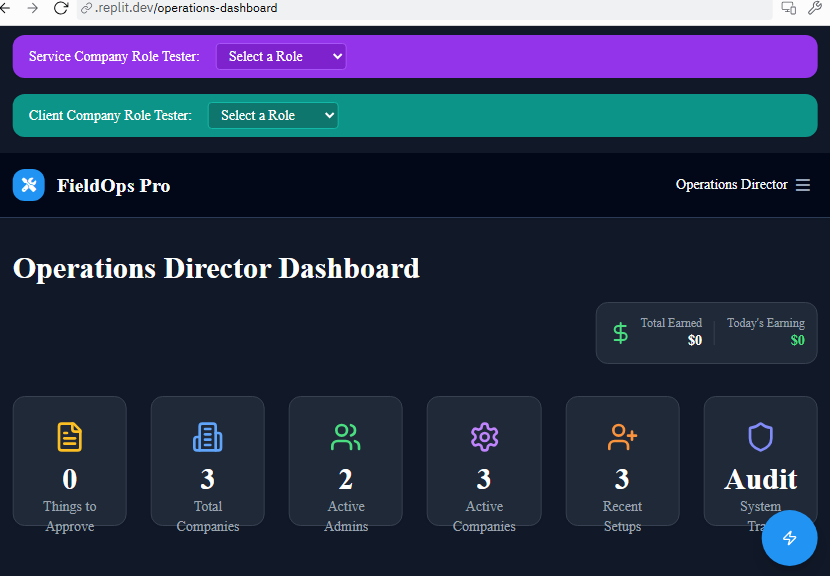 .replit.dev/operations-dashboard
Service Company Role Tester: Select a Role
Client Company Role Tester: Select a Role
FieldOps Pro
Operations Director
Operations Director Dashboard
Total Earned
$0
Today's Earning
$0
0
Things to
Approve
3
Total
Companies
2
Active
Admins
3
Active
Companies
3
Recent
Setups
Audit
System